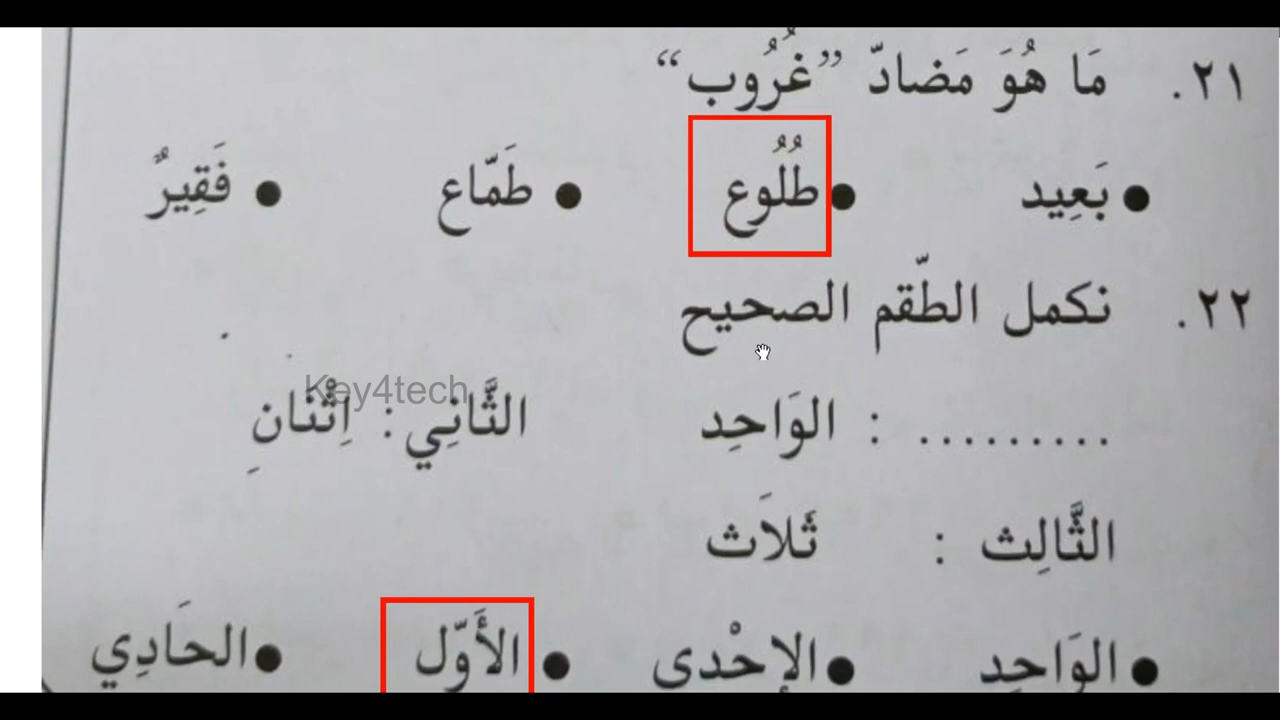 ٢١. مَا هُوَ مَضادّ ”غُرُوب“
● بَعِيد ● طُلُوع ● طَمّاع ● فَقِيرٌ
٢٢. نكمل الطّقم الصحيح
......... : الوَاحِد الثَّانِي : اِثْنَانِ
Key4tech
الثَّالِث : ثَلاَث
● الوَاحِد ● الإحْدى ● الأَوّل ● الحَادِي